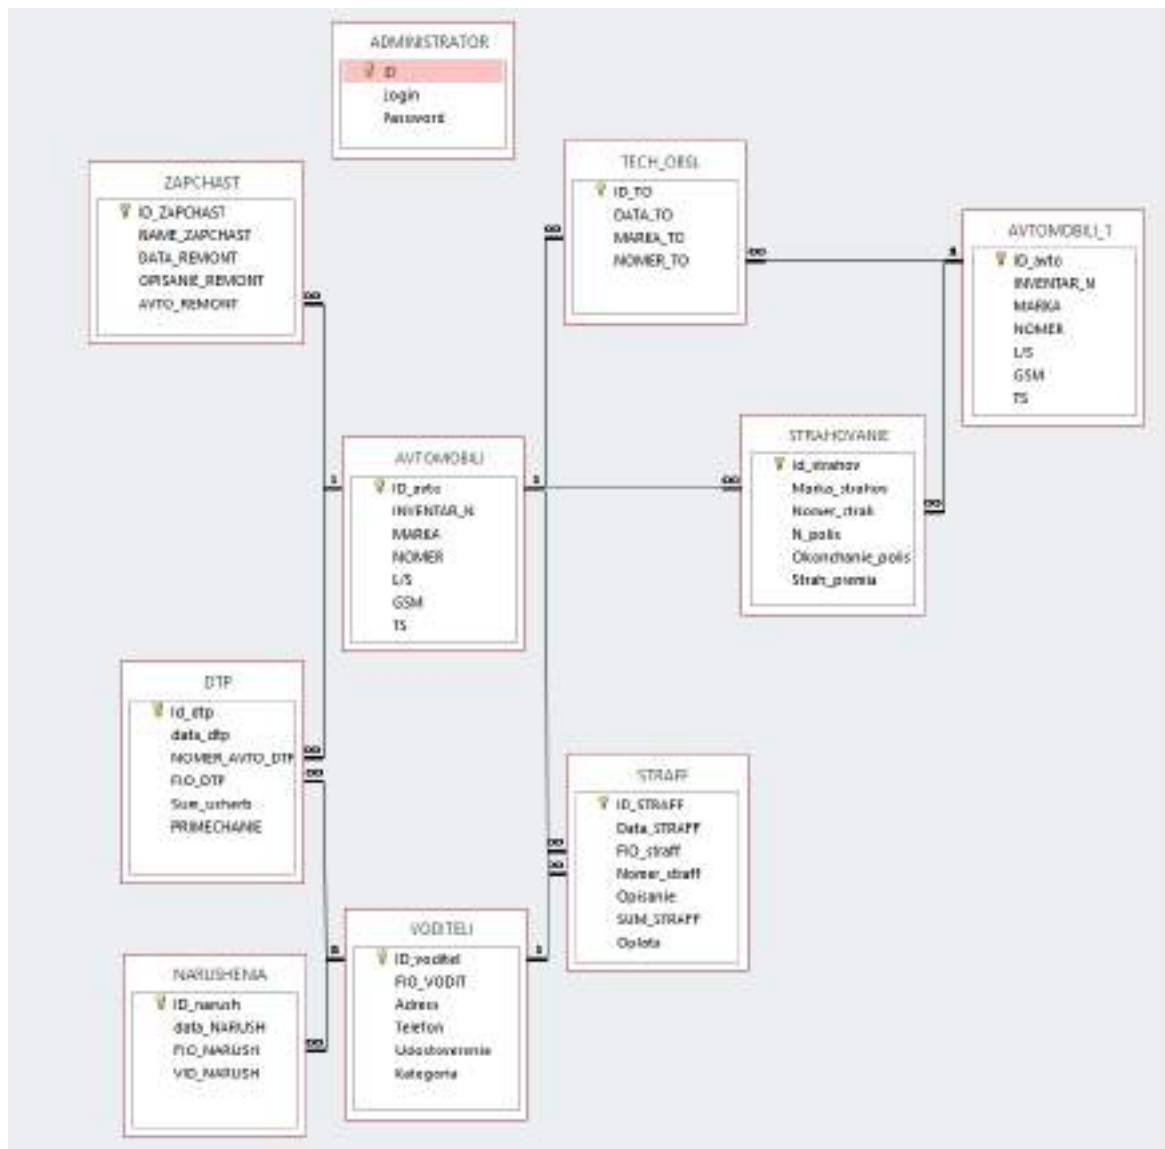 ADMINISTRATOR
ID
Login
Password
ZAPCHAST
ID_ZAPCHAST
NAME_ZAPCHAST
DATA_REMONT
OPISANIE_REMONT
AVTO_REMONT
TECH_OBSL
ID_TO
DATA_TO
MARKA_TO
NOMER_TO
AVTOMOBILI_1
ID_avto
INVENTAR_N
MARKA
NOMER
L/S
GSM
TS
AVTOMOBILI
ID_avto
INVENTAR_N
MARKA
NOMER
L/S
GSM
TS
STRAHOVANIE
Id_strahov
Marka_strahov
Nomer_strah
N_polis
Okonchanie_polis
Strah_premia
DTP
Id_dtp
data_dtp
NOMER_AVTO_DTP
FIO_DTP
Sum_usherb
PRIMECHANIE
STRAFF
ID_STRAFF
Data_STRAFF
FIO_straff
Nomer_straff
Opisanie
SUM_STRAFF
Oplata
VODITELI
ID_voditel
FIO_VODIT
Adress
Telefon
Udostoverenie
Kategoria
NARUSHENIA
ID_narush
data_NARUSH
FIO_NARUSH
VID_NARUSH